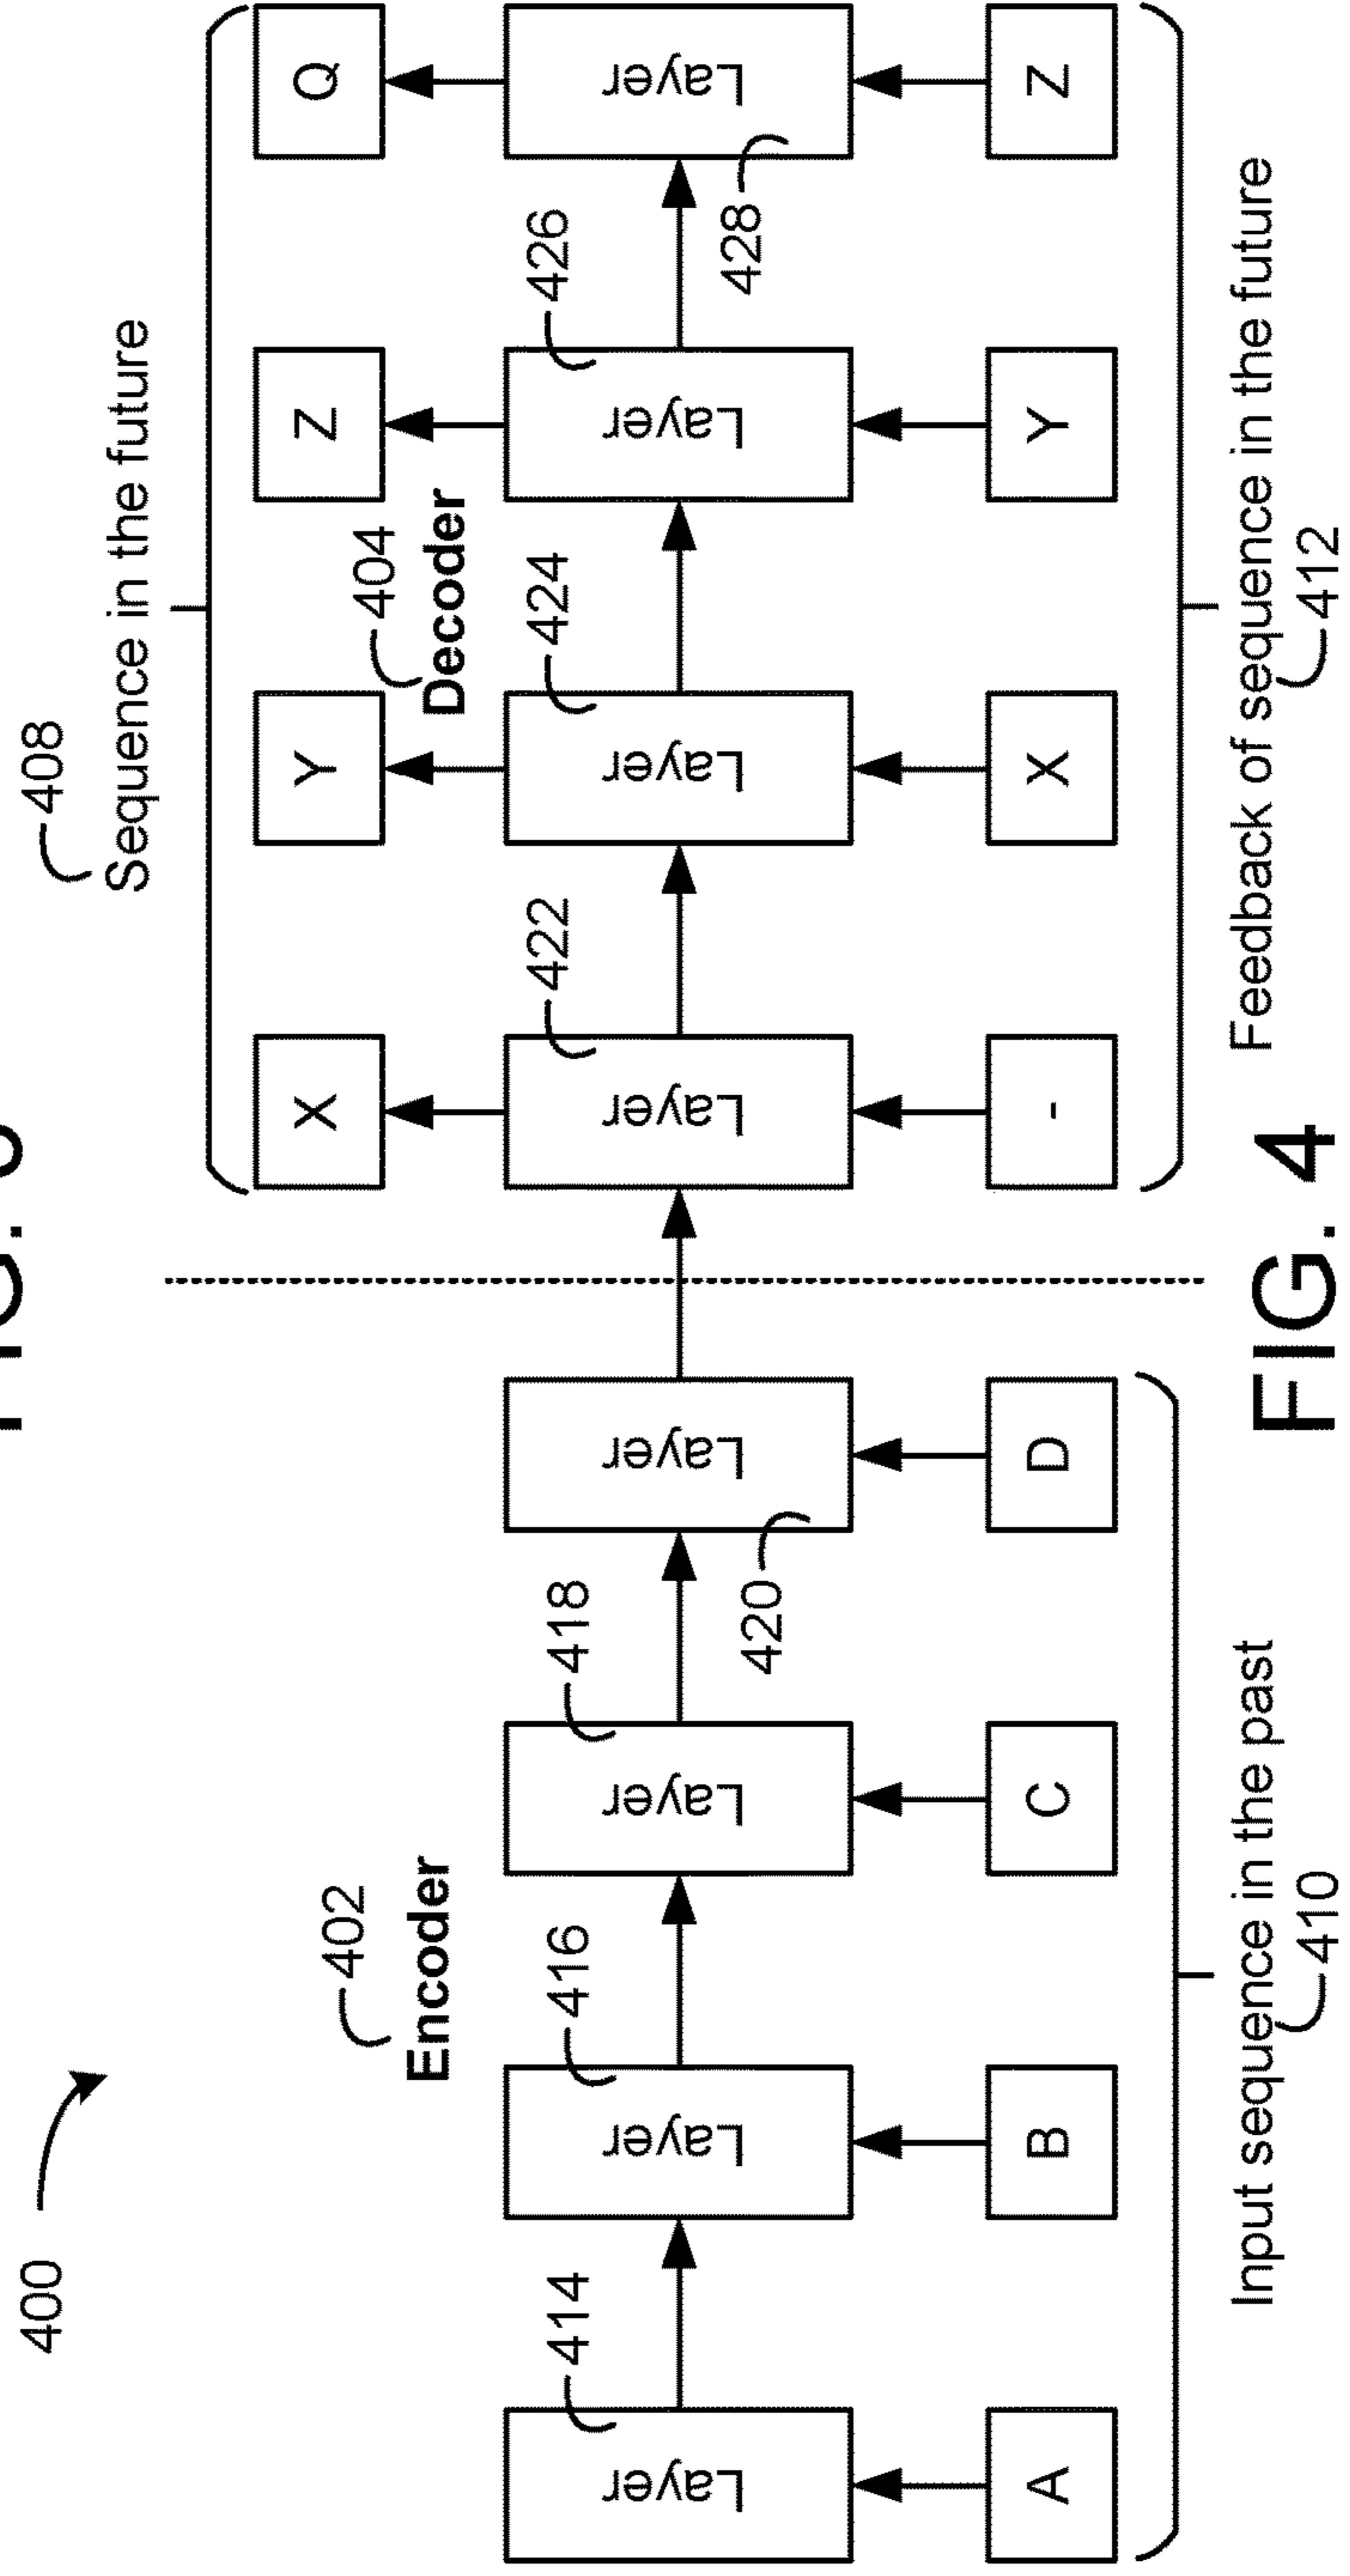 400
408
Sequence in the future
X
Y
Z
Q
402
Encoder
404
Decoder
414
416
418
422
424
426
Layer
Layer
Layer
Layer
Layer
Layer
Layer
Layer
420
428
A
B
C
D
-
X
Y
Z
Input sequence in the past
410
Feedback of sequence in the future
412
FIG. 4